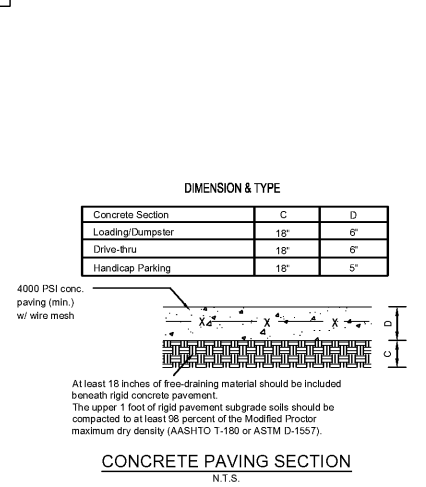 DIMENSION & TYPE
Concrete Section C D
Loading/Dumpster 18" 6"
Drive-thru 18" 6"
Handicap Parking 18" 5"
4000 PSI conc.
paving (min.)
w/ wire mesh
D
C
At least 18 inches of free-draining material should be included
beneath rigid concrete pavement.
The upper 1 foot of rigid pavement subgrade soils should be
compacted to at least 98 percent of the Modified Proctor
maximum dry density (AASHTO T-180 or ASTM D-1557).
CONCRETE PAVING SECTION
N.T.S.